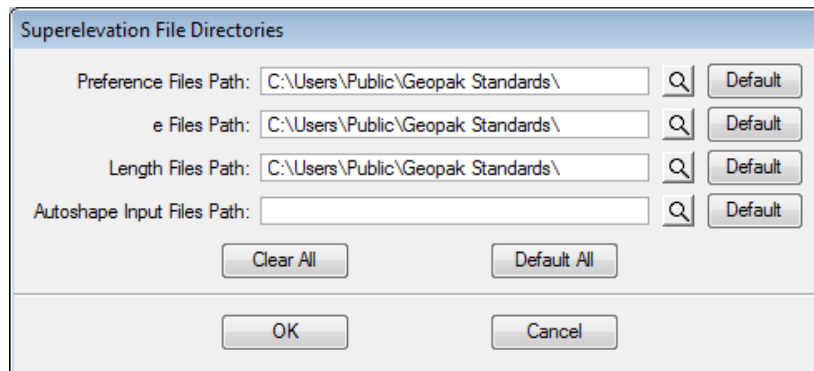 Superelevation File Directories
Preference Files Path: C:\Users\Public\Geopak Standards\ Default
e Files Path: C:\Users\Public\Geopak Standards\ Default
Length Files Path: C:\Users\Public\Geopak Standards\ Default
Autoshape Input Files Path: Default
Clear All Default All
OK Cancel